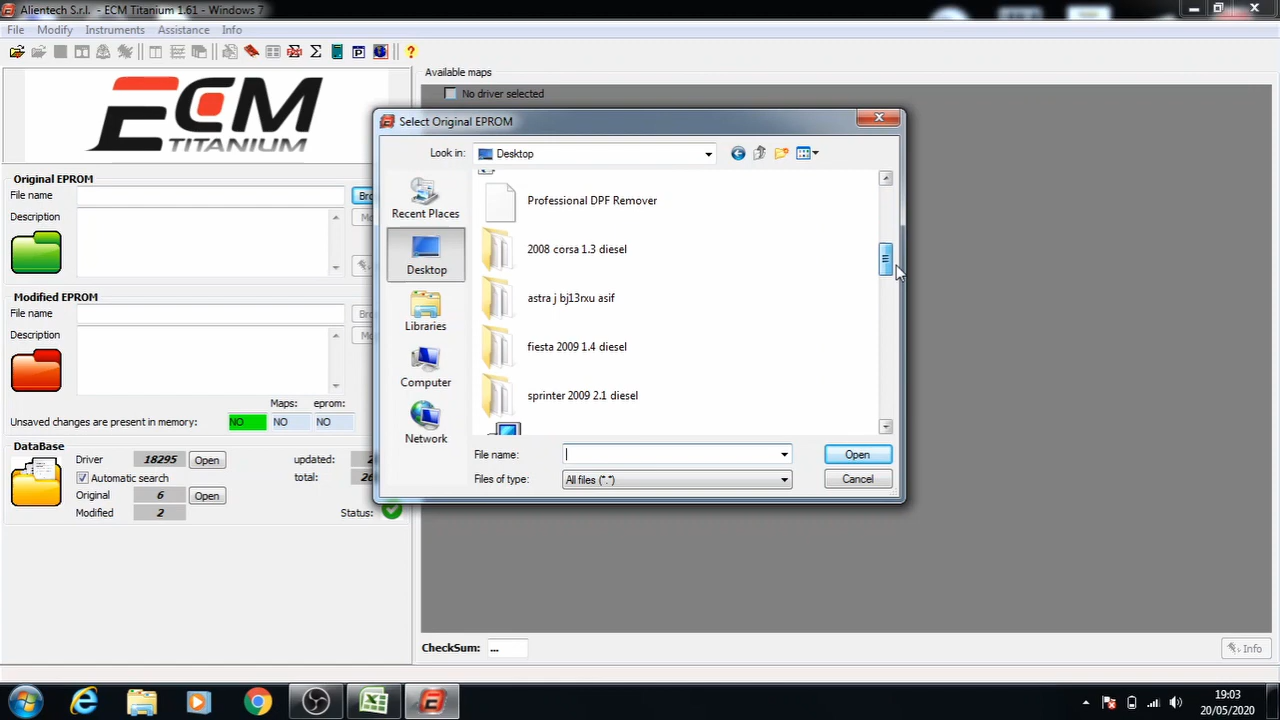 Alientech S.r.l. - ECM Titanium 1.61 - Windows 7
File Modify Instruments Assistance Info
ECM
TITANIUM
Original EPROM
File name
Bro
Description
Modified EPROM
File name
Description
Maps: eprom:
Unsaved changes are present in memory: NO NO NO
DataBase
Driver 18295 Open updated: 2
Automatic search total: 26
Original 6 Open
Modified 2 Status:
Available maps
No driver selected
Select Original EPROM
Look in: Desktop
Recent Places
Desktop
Libraries
Computer
Network
Professional DPF Remover
2008 corsa 1.3 diesel
astra j bj13rxu asif
fiesta 2009 1.4 diesel
sprinter 2009 2.1 diesel
File name: Open
Files of type: All files (*.*) Cancel
CheckSum: ... Info
19:03
20/05/2020